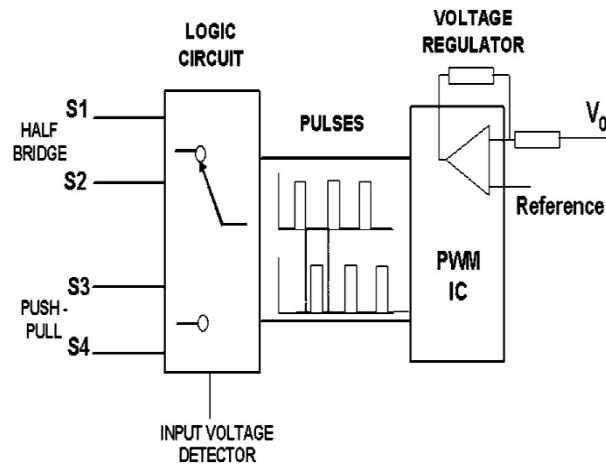 VOLTAGE
REGULATOR
LOGIC
CIRCUIT
S1
HALF
BRIDGE
S2
PULSES
V0
Reference
PWM
IC
S3
PUSH -
PULL
S4
INPUT VOLTAGE
DETECTOR